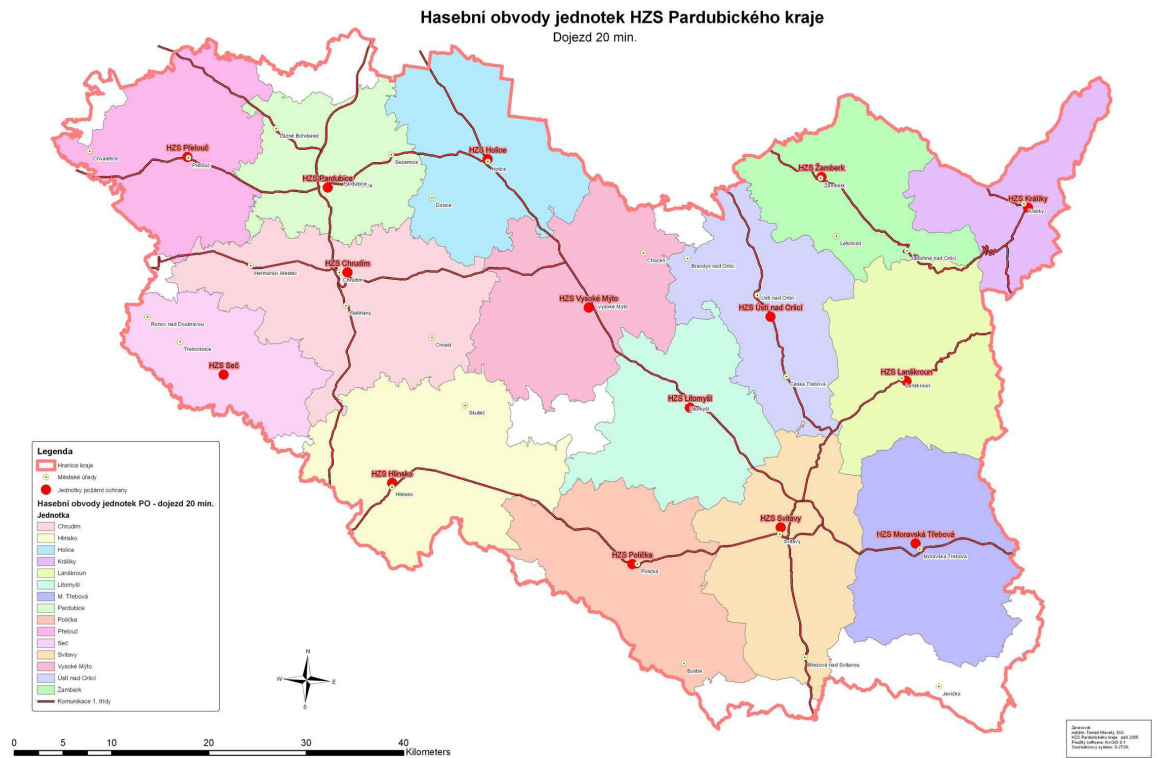 Hasební obvody jednotek HZS Pardubického kraje
Dojezd 20 min.
HZS Přelouč
Přelouč
Chvaletice
Lázně Bohdaneč
Sezemice
HZS Pardubice
Pardubice
HZS Holice
Holice
Dašice
HZS Žamberk
Žamberk
Letohrad
Jablonné nad Orlicí
HZS Králíky
Králíky
HZS Chrudim
Chrudim
Heřmanův Městec
Slatiňany
Chrast
Choceň
Brandýs nad Orlicí
HZS Vysoké Mýto
Vysoké Mýto
Ústí nad Orlicí
HZS Ústí nad Orlicí
Česká Třebová
Ronov nad Doubravou
Třemošnice
HZS Seč
HZS Lanškroun
Lanškroun
HZS Litomyšl
Litomyšl
Skuteč
HZS Hlinsko
Hlinsko
HZS Svitavy
Svitavy
HZS Moravská Třebová
Moravská Třebová
HZS Polička
Polička
Bystré
Březová nad Svitavou
Jevíčko
Legenda
Hranice kraje
Městské úřady
Jednotky požární ochrany
Hasební obvody jednotek PO - dojezd 20 min.
Jednotka
Chrudim
Hlinsko
Holice
Králíky
Lanškroun
Litomyšl
M. Třebová
Pardubice
Polička
Přelouč
Seč
Svitavy
Vysoké Mýto
Ústí nad Orlicí
Žamberk
Komunikace 1. třídy
N
W E
S
0 5 10 20 30 40
Kilometers
Zpracoval:
HZS Pardubického kraje